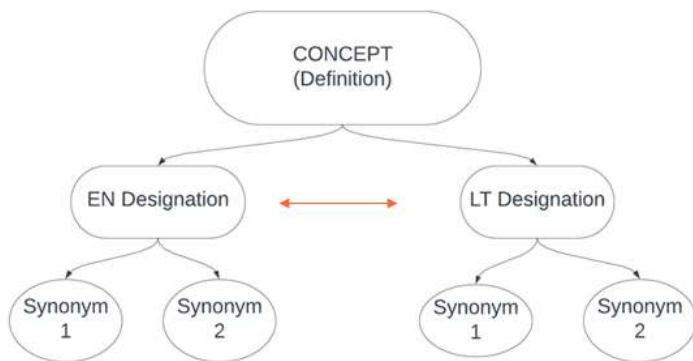 CONCEPT
(Definition)
EN Designation
LT Designation
Synonym
1
Synonym
2
Synonym
1
Synonym
2